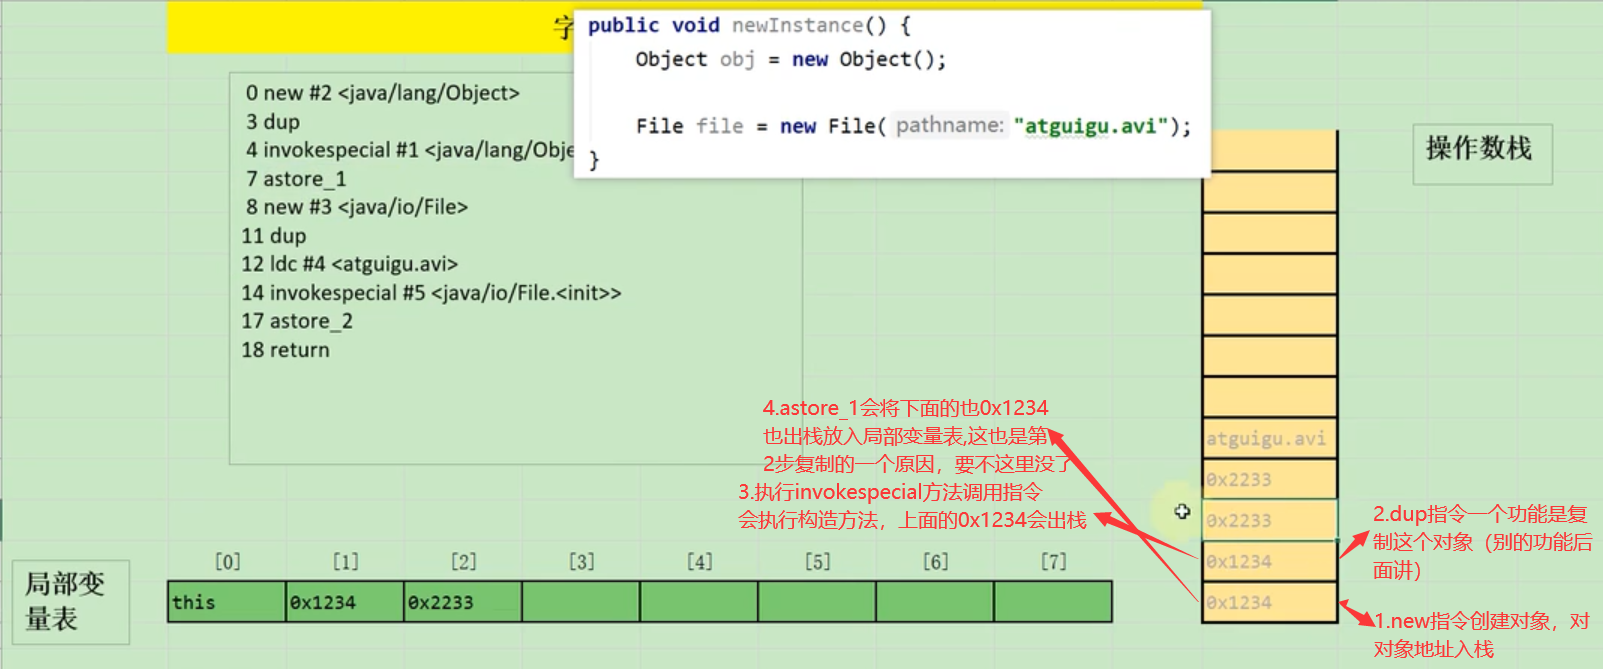 字
public void newInstance() {
Object obj = new Object();
File file = new File( pathname: "atguigu.avi");
}
0 new #2 <java/lang/Object>
3 dup
4 invokespecial #1 <java/lang/Obje
7 astore_1
8 new #3 <java/io/File>
11 dup
12 ldc #4 <atguigu.avi>
14 invokespecial #5 <java/io/File.<init>>
17 astore_2
18 return
操作数栈
atguigu.avi
0x2233
0x2233
0x1234
0x1234
4.astore_1会将下面的也0x1234
也出栈放入局部变量表,这也是第
2步复制的一个原因，要不这里没了
3.执行invokespecial方法调用指令
会执行构造方法，上面的0x1234会出栈
2.dup指令一个功能是复
制这个对象（别的功能后
面讲）
1.new指令创建对象，对
对象地址入栈
局部变
量表
[0] [1] [2] [3] [4] [5] [6] [7]
this 0x1234 0x2233